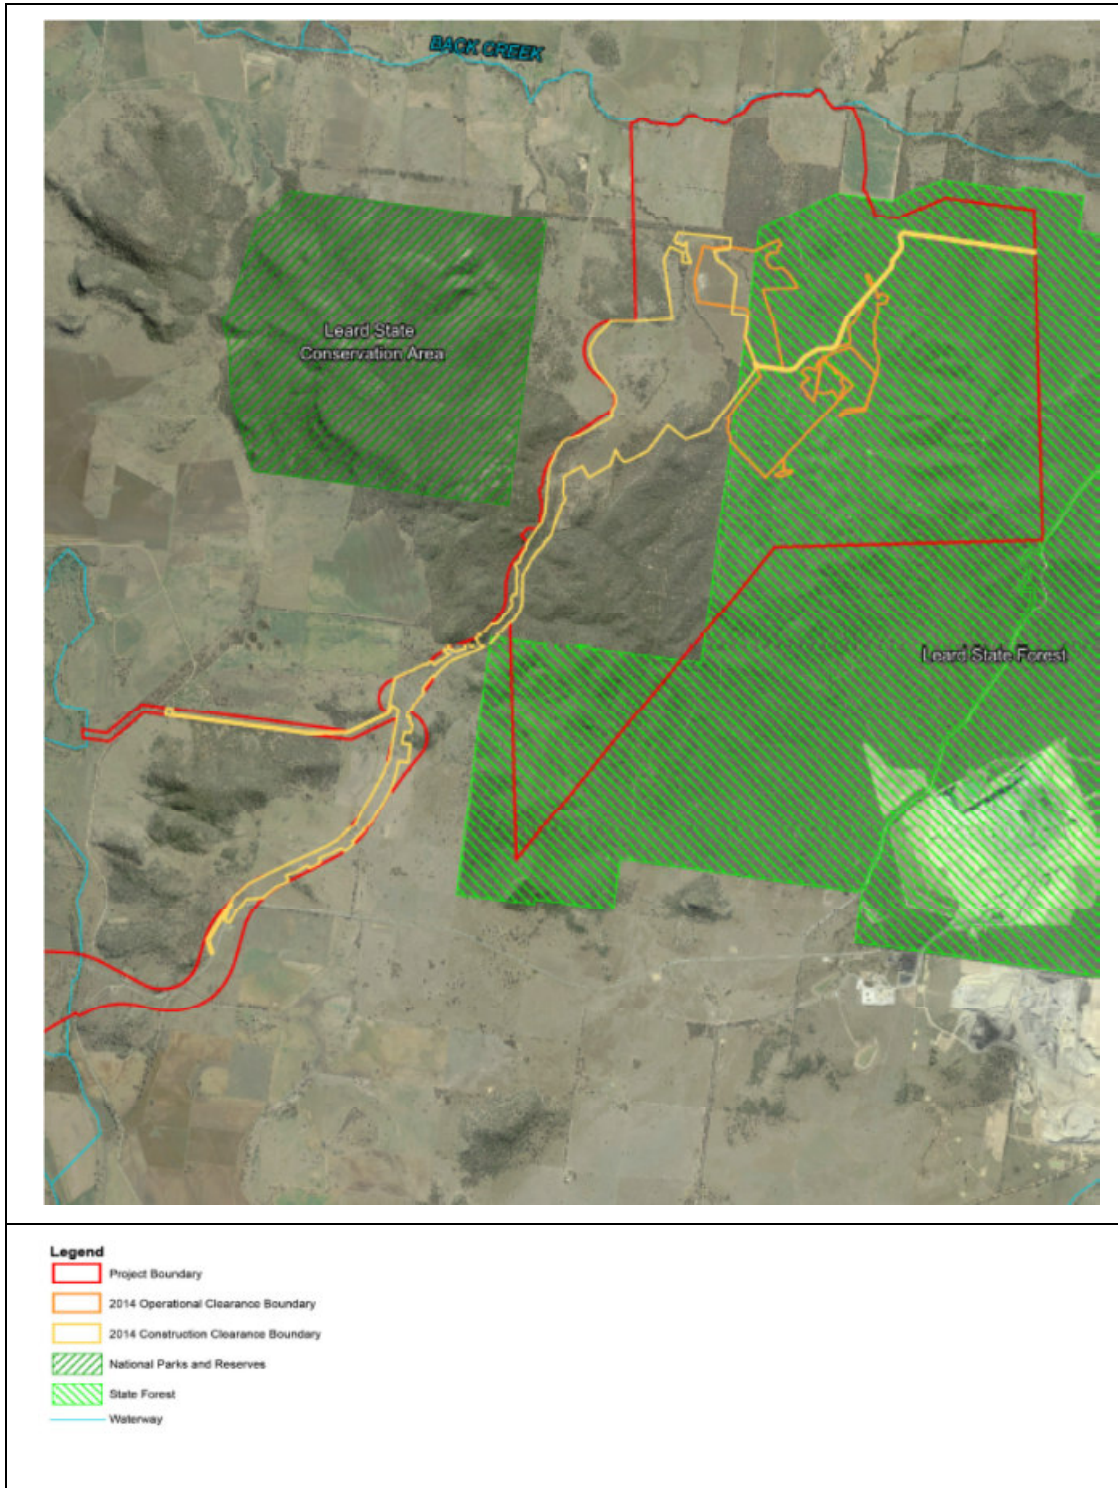 BACK CREEK
Leard State
Conservation Area
Leard State Forest
Legend
Project Boundary
2014 Operational Clearance Boundary
2014 Construction Clearance Boundary
National Parks and Reserves
State Forest
Waterway